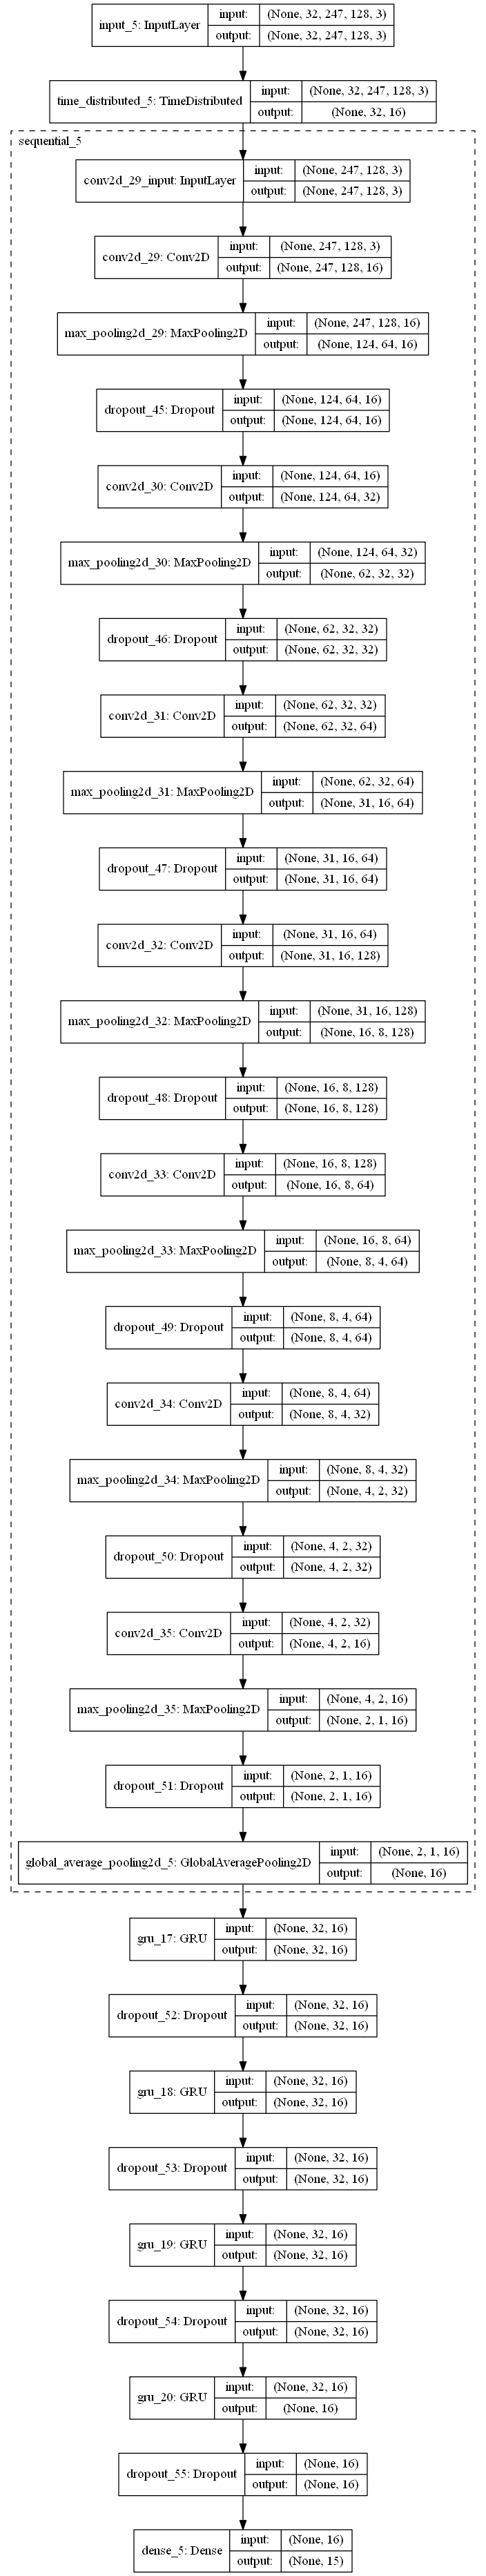 input_5: InputLayer input: (None, 32, 247, 128, 3)
output: (None, 32, 247, 128, 3)
time_distributed_5: TimeDistributed input: (None, 32, 247, 128, 3)
output: (None, 32, 16)
sequential_5
conv2d_29_input: InputLayer input: (None, 247, 128, 3)
output: (None, 247, 128, 3)
conv2d_29: Conv2D input: (None, 247, 128, 3)
output: (None, 247, 128, 16)
max_pooling2d_29: MaxPooling2D input: (None, 247, 128, 16)
output: (None, 124, 64, 16)
dropout_45: Dropout input: (None, 124, 64, 16)
output: (None, 124, 64, 16)
conv2d_30: Conv2D input: (None, 124, 64, 16)
output: (None, 124, 64, 32)
max_pooling2d_30: MaxPooling2D input: (None, 124, 64, 32)
output: (None, 62, 32, 32)
dropout_46: Dropout input: (None, 62, 32, 32)
output: (None, 62, 32, 32)
conv2d_31: Conv2D input: (None, 62, 32, 32)
output: (None, 62, 32, 64)
max_pooling2d_31: MaxPooling2D input: (None, 62, 32, 64)
output: (None, 31, 16, 64)
dropout_47: Dropout input: (None, 31, 16, 64)
output: (None, 31, 16, 64)
conv2d_32: Conv2D input: (None, 31, 16, 64)
output: (None, 31, 16, 128)
max_pooling2d_32: MaxPooling2D input: (None, 31, 16, 128)
output: (None, 16, 8, 128)
dropout_48: Dropout input: (None, 16, 8, 128)
output: (None, 16, 8, 128)
conv2d_33: Conv2D input: (None, 16, 8, 128)
output: (None, 16, 8, 64)
max_pooling2d_33: MaxPooling2D input: (None, 16, 8, 64)
output: (None, 8, 4, 64)
dropout_49: Dropout input: (None, 8, 4, 64)
output: (None, 8, 4, 64)
conv2d_34: Conv2D input: (None, 8, 4, 64)
output: (None, 8, 4, 32)
max_pooling2d_34: MaxPooling2D input: (None, 8, 4, 32)
output: (None, 4, 2, 32)
dropout_50: Dropout input: (None, 4, 2, 32)
output: (None, 4, 2, 32)
conv2d_35: Conv2D input: (None, 4, 2, 32)
output: (None, 4, 2, 16)
max_pooling2d_35: MaxPooling2D input: (None, 4, 2, 16)
output: (None, 2, 1, 16)
dropout_51: Dropout input: (None, 2, 1, 16)
output: (None, 2, 1, 16)
global_average_pooling2d_5: GlobalAveragePooling2D input: (None, 2, 1, 16)
output: (None, 16)
gru_17: GRU input: (None, 32, 16)
output: (None, 32, 16)
dropout_52: Dropout input: (None, 32, 16)
output: (None, 32, 16)
gru_18: GRU input: (None, 32, 16)
output: (None, 32, 16)
dropout_53: Dropout input: (None, 32, 16)
output: (None, 32, 16)
gru_19: GRU input: (None, 32, 16)
output: (None, 32, 16)
dropout_54: Dropout input: (None, 32, 16)
output: (None, 32, 16)
gru_20: GRU input: (None, 32, 16)
output: (None, 16)
dropout_55: Dropout input: (None, 16)
output: (None, 16)
dense_5: Dense input: (None, 16)
output: (None, 15)